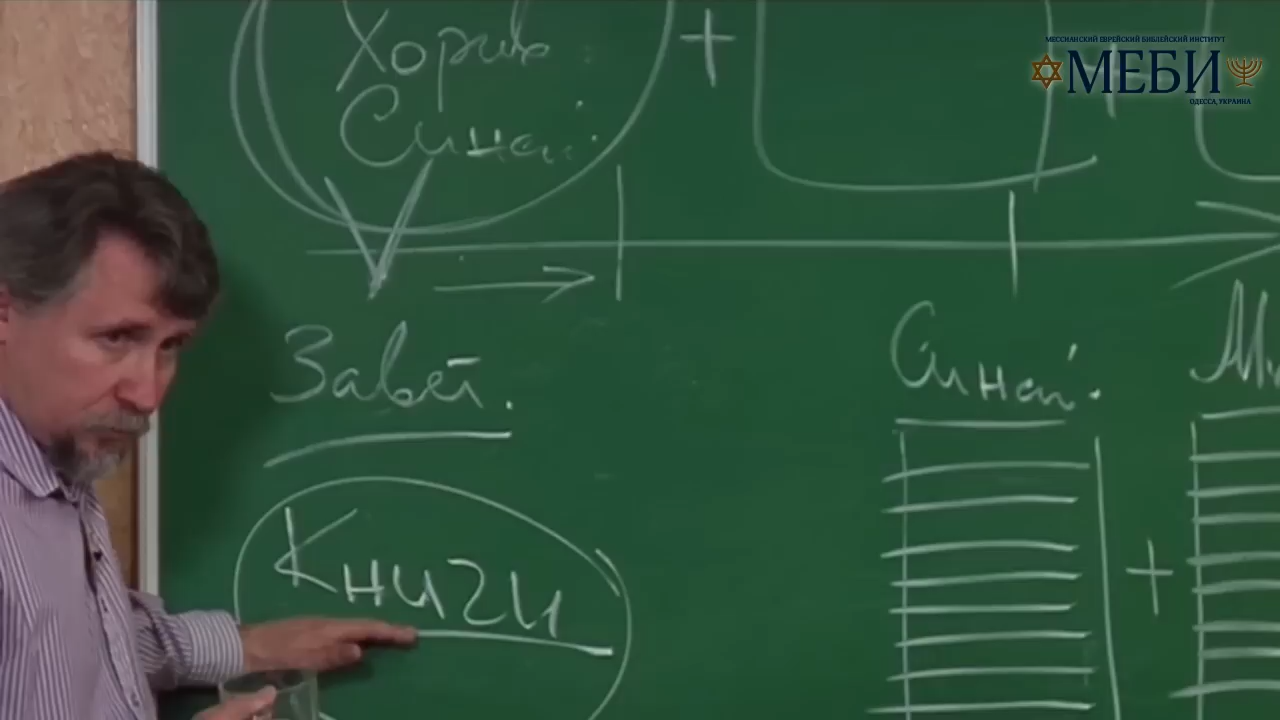 Хорив
Синай
+
МЕССИАНСКИЙ ЕВРЕЙСКИЙ БИБЛЕЙСКИЙ ИНСТИТУТ
МЕБИ
ОДЕССА, УКРАИНА
Завет.
Синай.
Книги
+